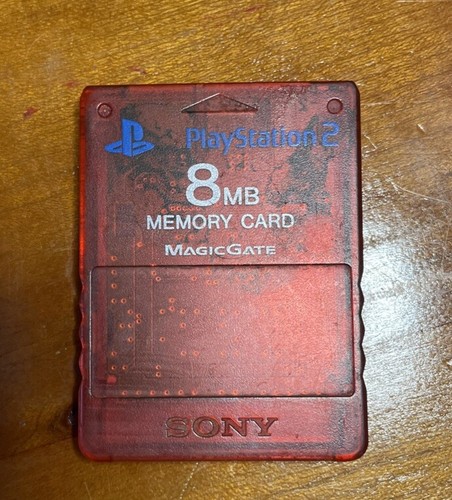 PlayStation 2
8MB
MEMORY CARD
MAGICGATE
SONY